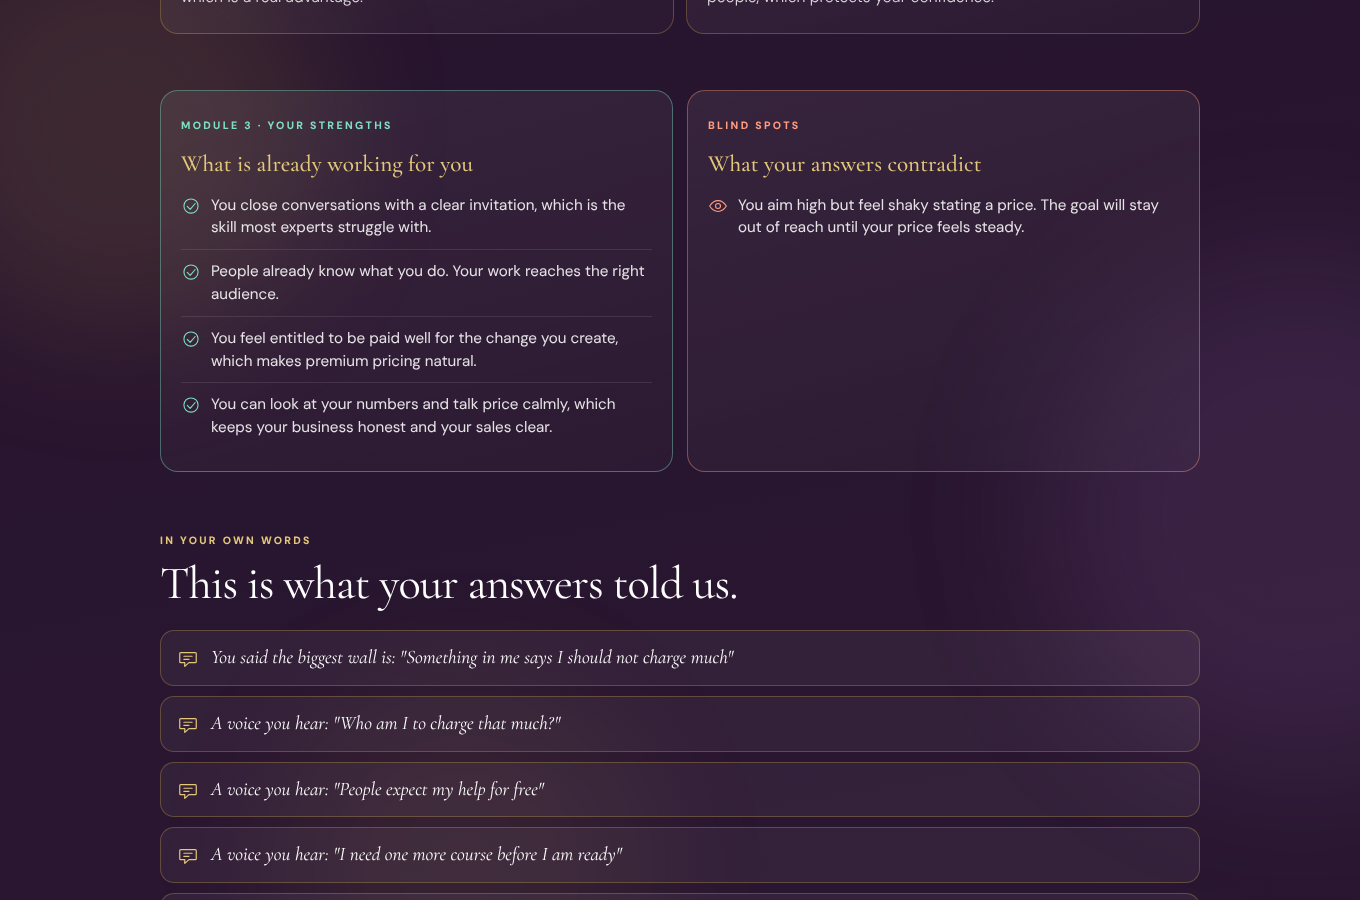 MODULE 3 · YOUR STRENGTHS
What is already working for you
You close conversations with a clear invitation, which is the
skill most experts struggle with.
People already know what you do. Your work reaches the right
audience.
You feel entitled to be paid well for the change you create,
which makes premium pricing natural.
You can look at your numbers and talk price calmly, which
keeps your business honest and your sales clear.
BLIND SPOTS
What your answers contradict
You aim high but feel shaky stating a price. The goal will stay
out of reach until your price feels steady.
IN YOUR OWN WORDS
This is what your answers told us.
You said the biggest wall is: "Something in me says I should not charge much"
A voice you hear: "Who am I to charge that much?"
A voice you hear: "People expect my help for free"
A voice you hear: "I need one more course before I am ready"